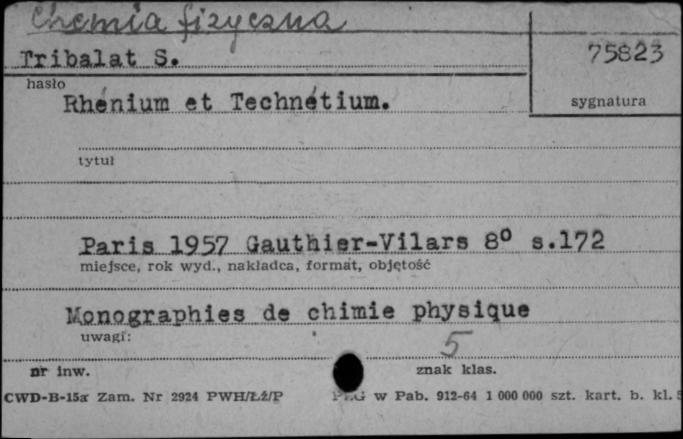 Chemia fizyczna
Tribalat S.
75823
hasło
Rhénium et Technétium.
sygnatura
tytuł
Paris 1957 Gauthier-Vilars 8° s.172
miejsce, rok wyd., nakładca, format, objętość
Monographies de chimie physique
uwagi:
5
nr inw.
znak klas.
CWD-B-15a Zam. Nr 2924 PWH/Łź/P
w Pab. 912-64 1 000 000 szt. kart. b. kl.